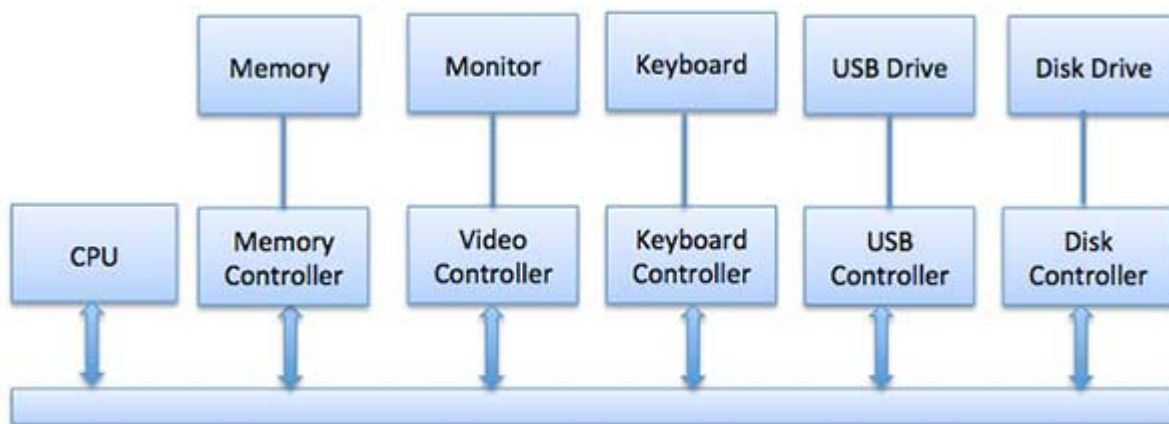 Memory
Monitor
Keyboard
USB Drive
Disk Drive
CPU
Memory
Controller
Video
Controller
Keyboard
Controller
USB
Controller
Disk
Controller